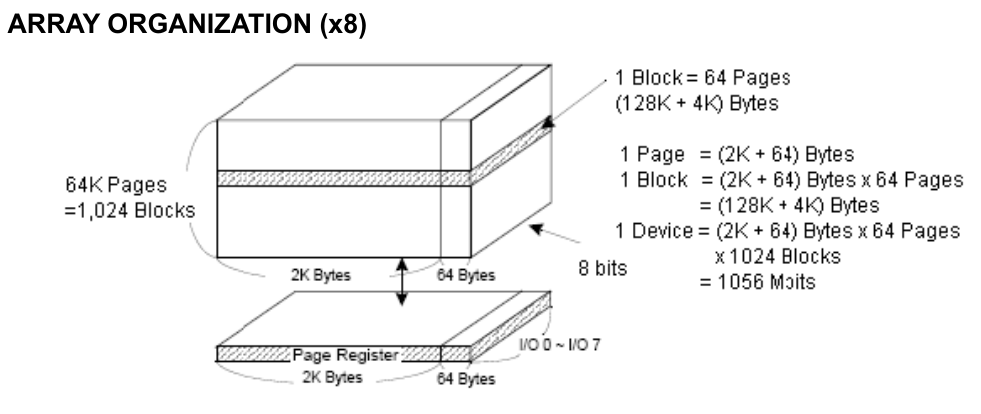 ARRAY ORGANIZATION (x8)
1 Block = 64 Pages
(128K + 4K) Bytes
1 Page = (2K + 64) Bytes
1 Block = (2K + 64) Bytes x 64 Pages
= (128K + 4K) Bytes
1 Device = (2K + 64) Bytes x 64 Pages
x 1024 Blocks
= 1056 Mbits
64K Pages
=1,024 Blocks
8 bits
2K Bytes
64 Bytes
I/O 0 ~ I/O 7
Page Register
2K Bytes
64 Bytes